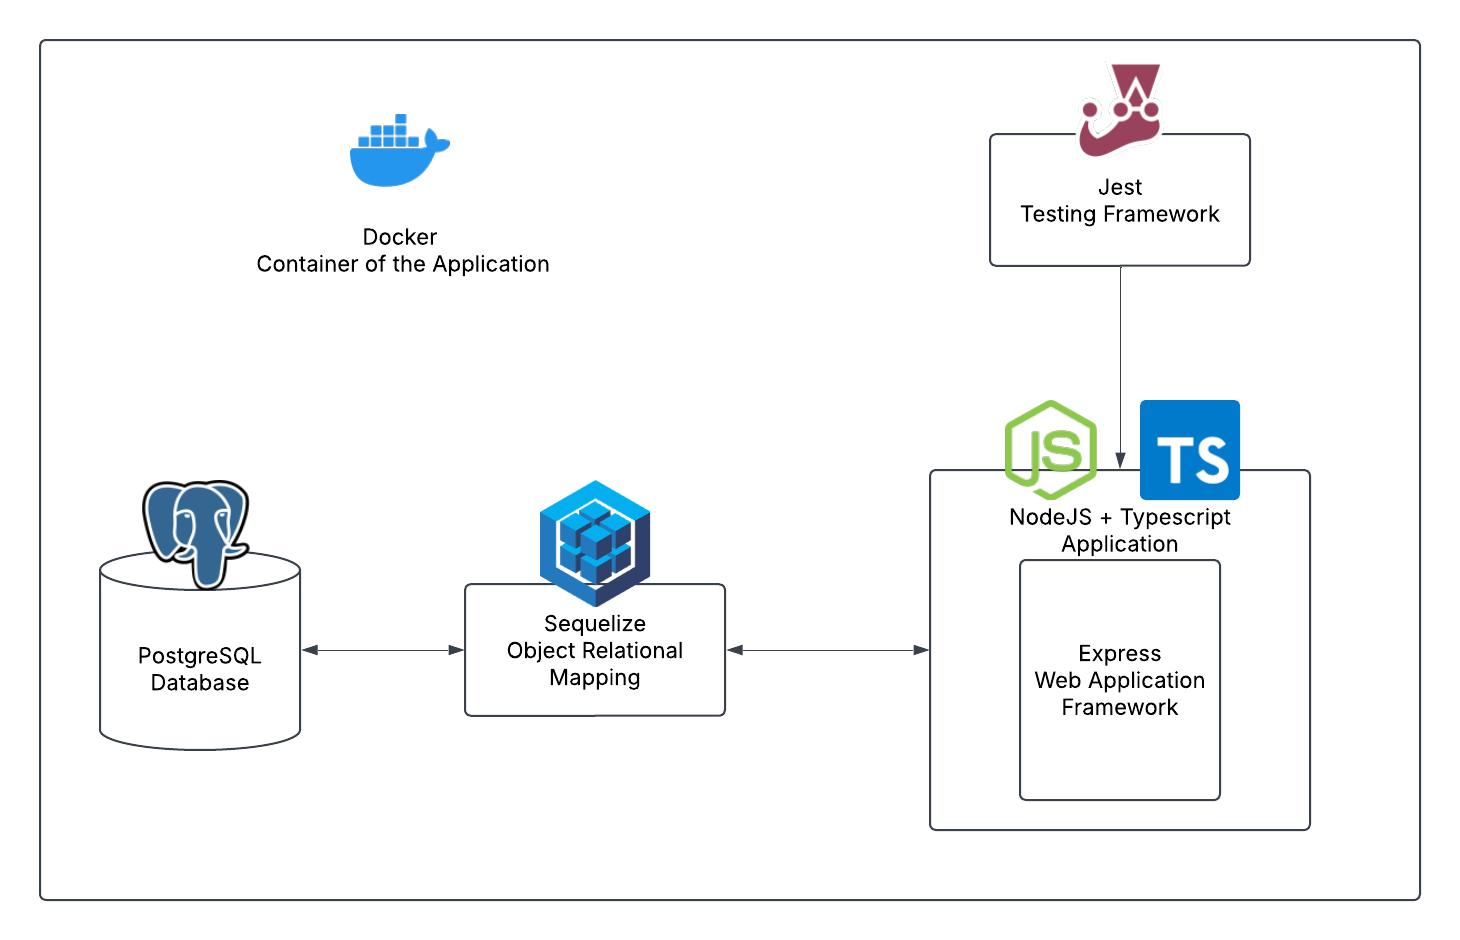 Docker
Container of the Application
Jest
Testing Framework
JS
TS
NodeJS + Typescript
Application
PostgreSQL
Database
Sequelize
Object Relational
Mapping
Express
Web Application
Framework